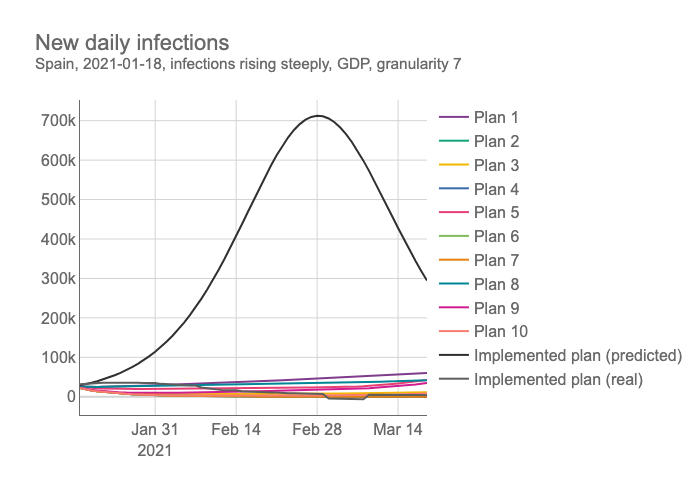 New daily infections
Spain, 2021-01-18, infections rising steeply, GDP, granularity 7
700k
600k
500k
400k
300k
200k
100k
0
Jan 31
2021
Feb 14
Feb 28
Mar 14
Plan 1
Plan 2
Plan 3
Plan 4
Plan 5
Plan 6
Plan 7
Plan 8
Plan 9
Plan 10
Implemented plan (predicted)
Implemented plan (real)